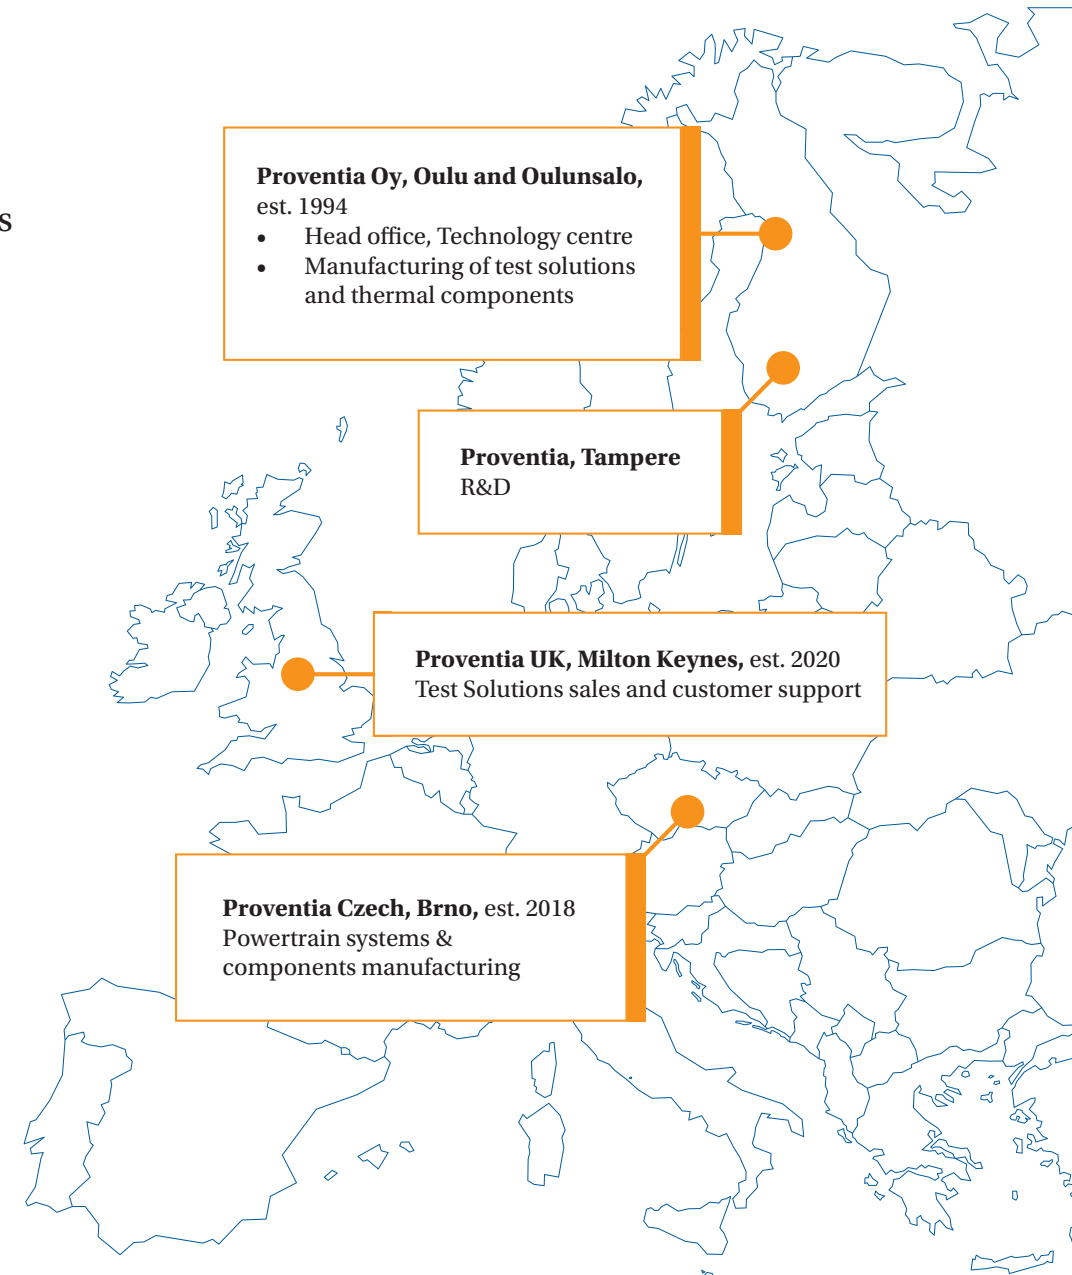 s
Proventia Oy, Oulu and Oulunsalo,
est. 1994
• Head office, Technology centre
• Manufacturing of test solutions
and thermal components
Proventia, Tampere
R&D
Proventia UK, Milton Keynes, est. 2020
Test Solutions sales and customer support
Proventia Czech, Brno, est. 2018
Powertrain systems &
components manufacturing